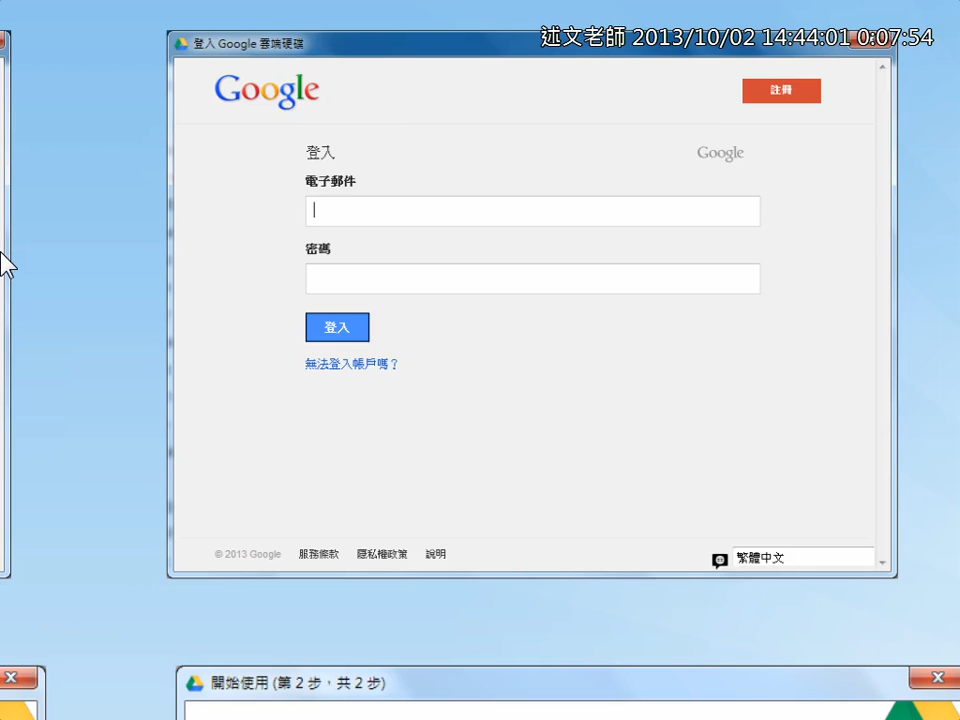 登入 Google 雲端硬碟
述文老師 2013/10/02 14:44:01 0:07:54
Google
註冊
登入
Google
電子郵件
密碼
登入
無法登入帳戶嗎？
© 2013 Google 服務條款 隱私權政策 說明
繁體中文
開始使用 (第 2 步，共 2 步)